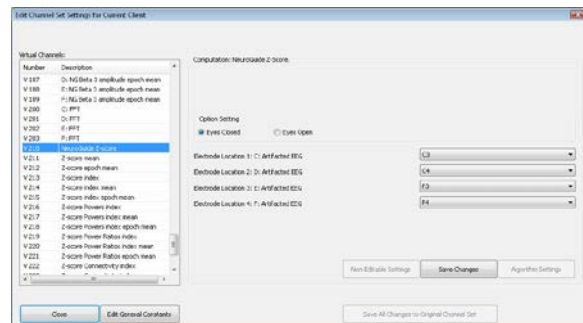 Edit Channel Set Settings for Current Client
Virtual Channels:
Number Description
V 187 D: NG Beta 3 amplitude epoch mean
V 188 E: NG Beta 3 amplitude epoch mean
V 189 F: NG Beta 3 amplitude epoch mean
V 200 C: FFT
V 201 D: FFT
V 202 E: FFT
V 203 F: FFT
V 210 NeuroGuide Z-score
V 211 Z-score mean
V 212 Z-score epoch mean
V 213 Z-score index
V 214 Z-score index mean
V 215 Z-score index epoch mean
V 216 Z-score Powers index
V 217 Z-score Powers index mean
V 218 Z-score Powers index epoch mean
V 219 Z-score Power Ratios index
V 220 Z-score Power Ratios index mean
V 221 Z-score Power Ratios epoch mean
V 222 Z-score Connectivity index
Computation: NeuroGuide Z-Score.
Option Setting
Eyes Closed Eyes Open
Electrode Location 1: C: Artifacted EEG C3
Electrode Location 2: D: Artifacted EEG C4
Electrode Location 3: E: Artifacted EEG F3
Electrode Location 4: F: Artifacted EEG F4
Non-Editable Settings Save Changes Algorithm Settings
Close Edit General Constants Save All Changes to Original Channel Set